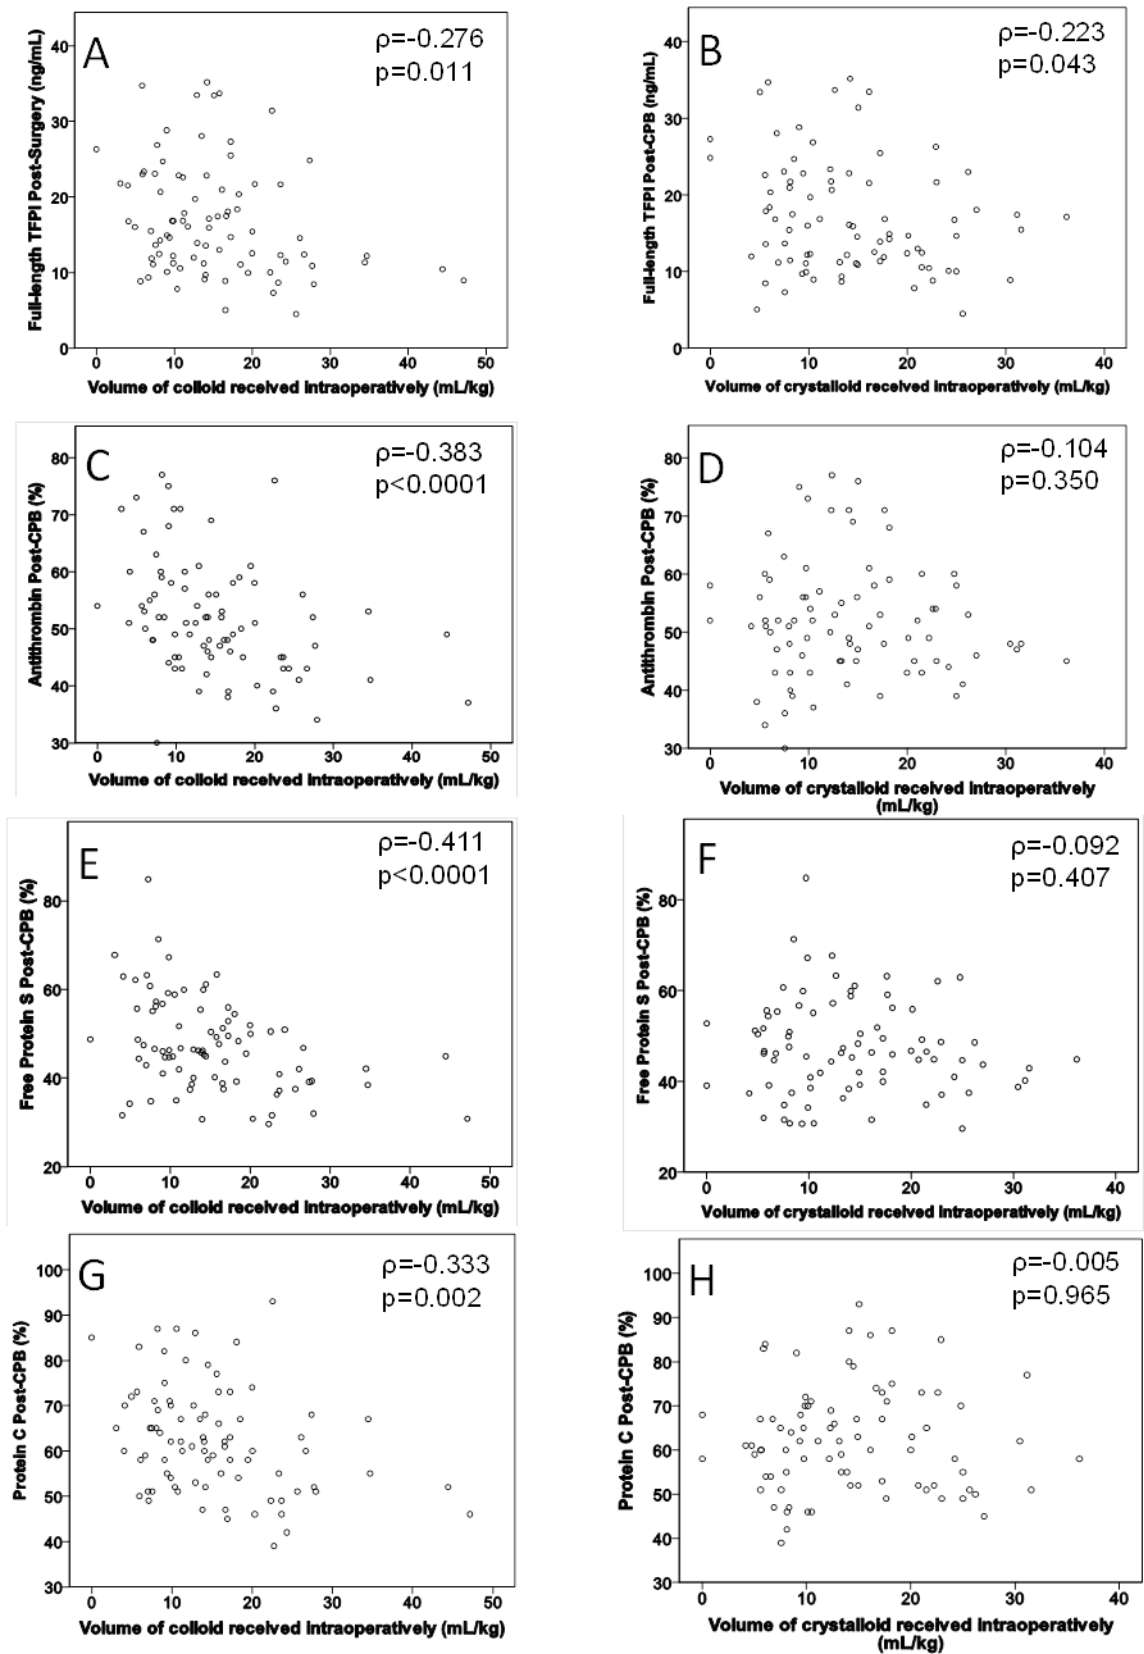 A
ρ=-0.276
p=0.011
Full-length TFPI Post-Surgery (ng/mL)
40
30
20
10
0
0 10 20 30 40 50
Volume of colloid received intraoperatively (mL/kg)
B
ρ=-0.223
p=0.043
Full-length TFPI Post-CPB (ng/mL)
40
30
20
10
0
0 10 20 30 40
Volume of crystalloid received intraoperatively (mL/kg)
C
ρ=-0.383
p<0.0001
Antithrombin Post-CPB (%)
80
70
60
50
40
30
0 10 20 30 40 50
Volume of colloid received intraoperatively (mL/kg)
D
ρ=-0.104
p=0.350
Antithrombin Post-CPB (%)
80
70
60
50
40
30
0 10 20 30 40
Volume of crystalloid received intraoperatively
(mL/kg)
E
ρ=-0.411
p<0.0001
Free Protein S Post-CPB (%)
80
60
40
20
0 10 20 30 40 50
Volume of colloid received intraoperatively (mL/kg)
F
ρ=-0.092
p=0.407
Free Protein S Post-CPB (%)
80
60
40
20
0 10 20 30 40
Volume of crystalloid received intraoperatively (mL/kg)
G
ρ=-0.333
p=0.002
Protein C Post-CPB (%)
100
90
80
70
60
50
40
30
0 10 20 30 40 50
Volume of colloid received intraoperatively (mL/kg)
H
ρ=-0.005
p=0.965
Protein C Post-CPB (%)
100
90
80
70
60
50
40
30
0 10 20 30 40
Volume of crystalloid received intraoperatively
(mL/kg)